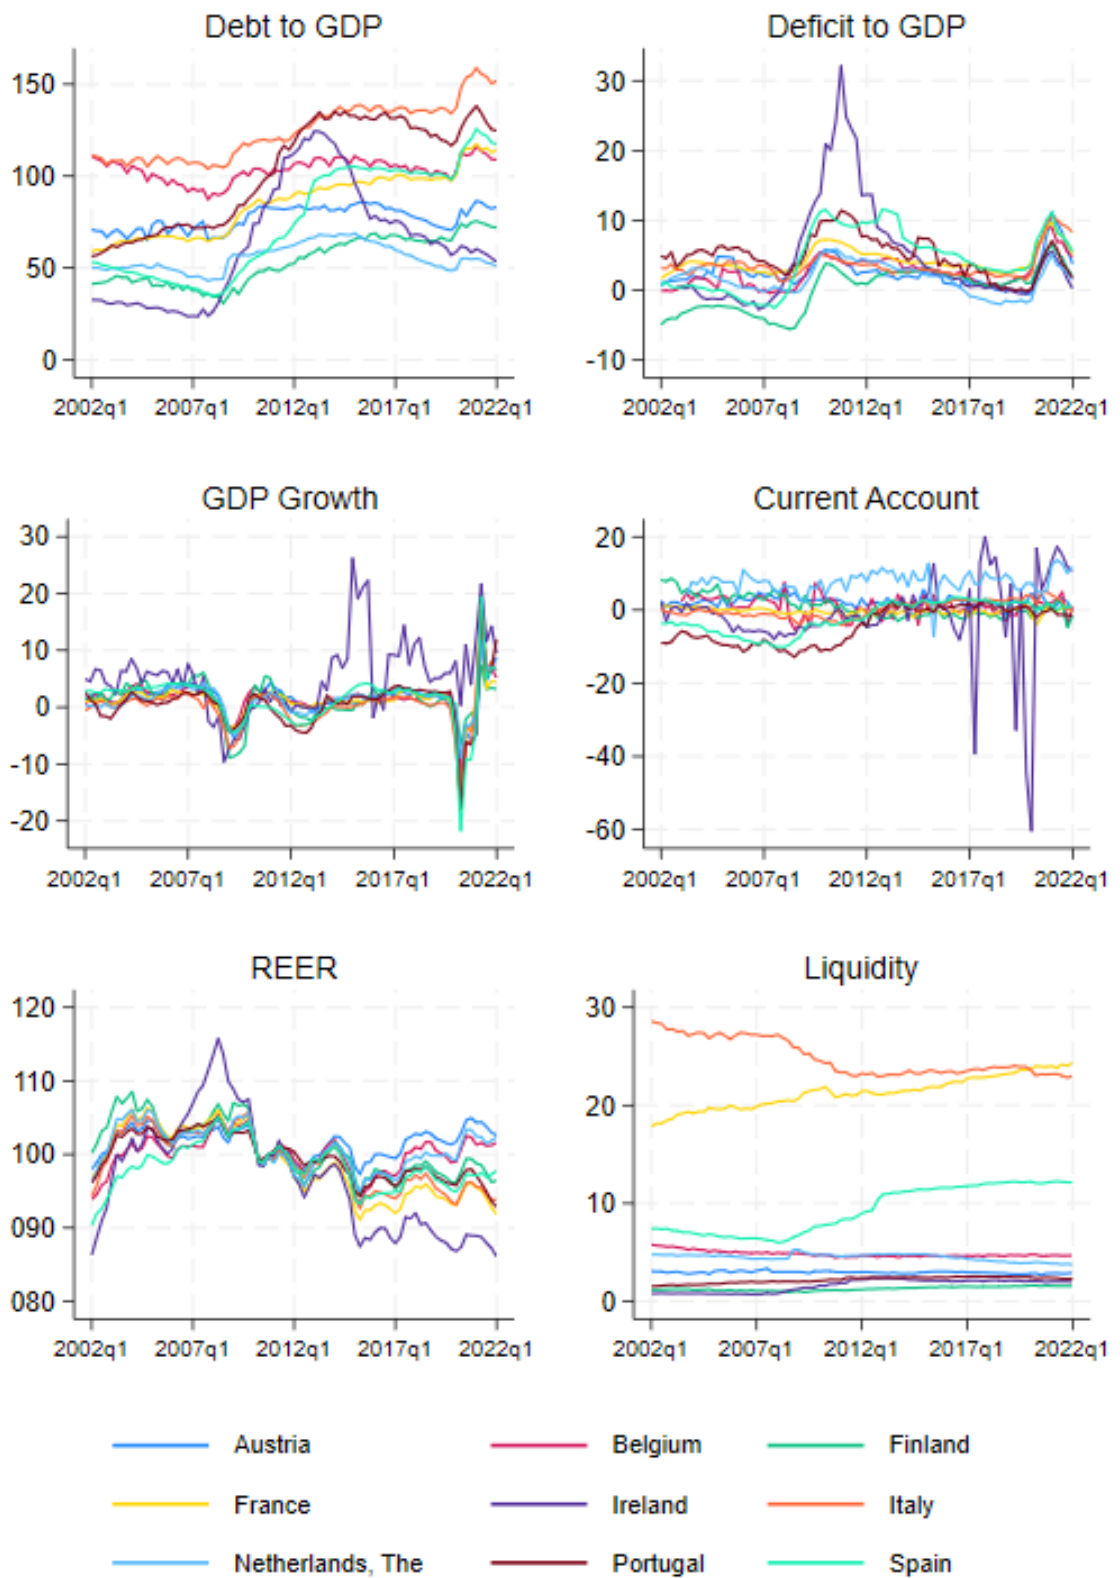 Debt to GDP
150
100
50
0
2002q1 2007q1 2012q1 2017q1 2022q1
Deficit to GDP
30
20
10
0
-10
2002q1 2007q1 2012q1 2017q1 2022q1
GDP Growth
30
20
10
0
-10
-20
2002q1 2007q1 2012q1 2017q1 2022q1
Current Account
20
0
-20
-40
-60
2002q1 2007q1 2012q1 2017q1 2022q1
REER
120
110
100
090
080
2002q1 2007q1 2012q1 2017q1 2022q1
Liquidity
30
20
10
0
2002q1 2007q1 2012q1 2017q1 2022q1
Austria Belgium Finland
France Ireland Italy
Netherlands, The Portugal Spain